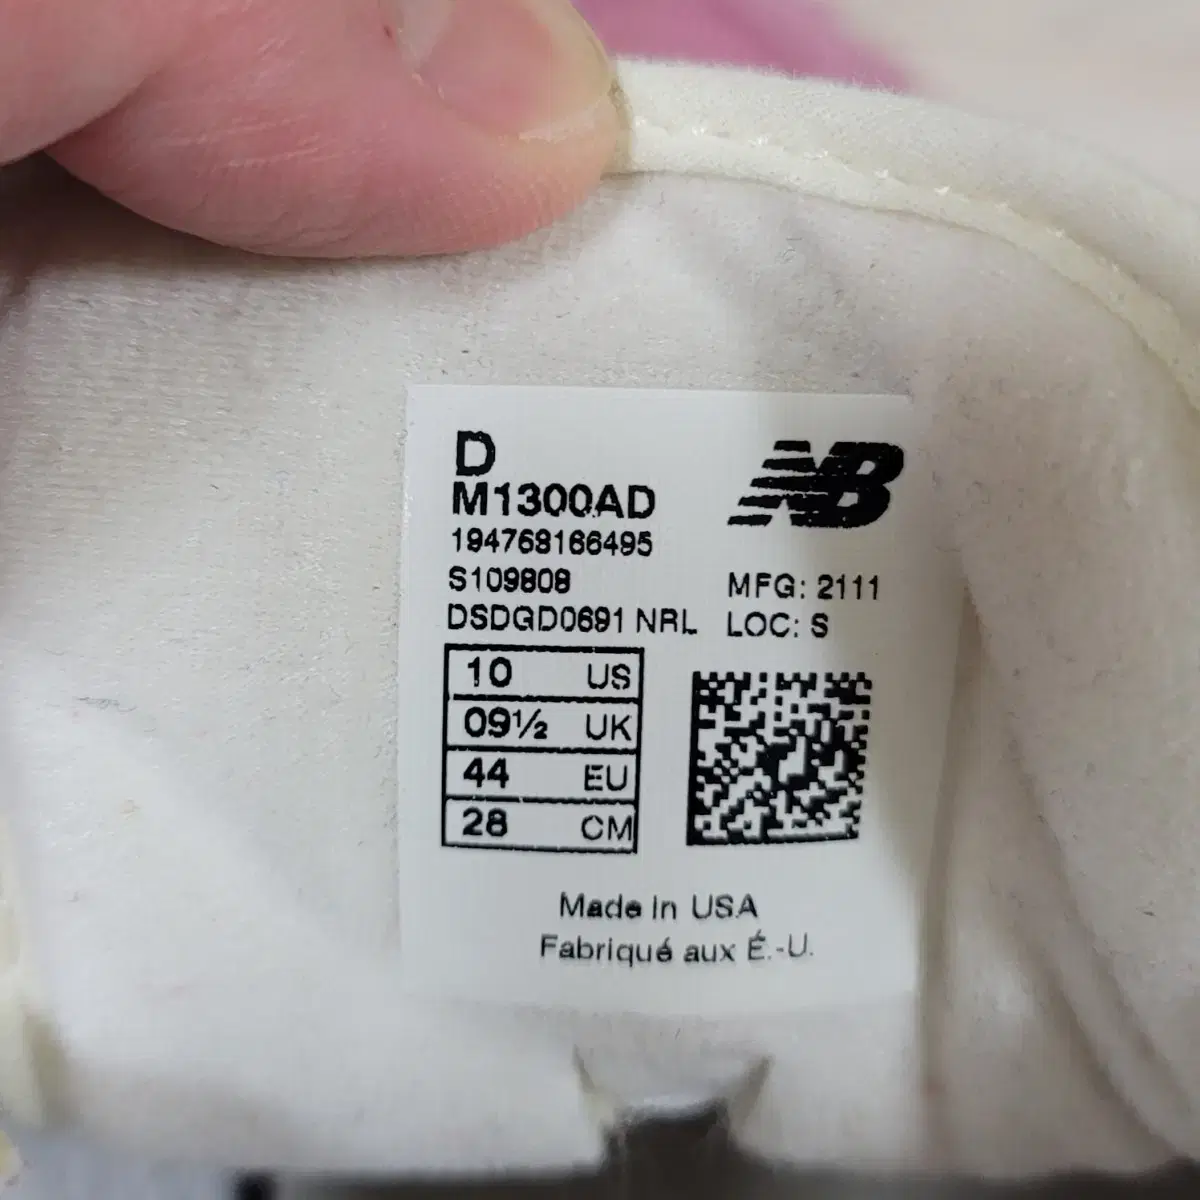 D
M1300AD
NB
194768166495
S109808
MFG: 2111
DSDGD0691 NRL
LOC: S
10 US
09½ UK
44 EU
28 CM
Made in USA
Fabriqué aux É.-U.